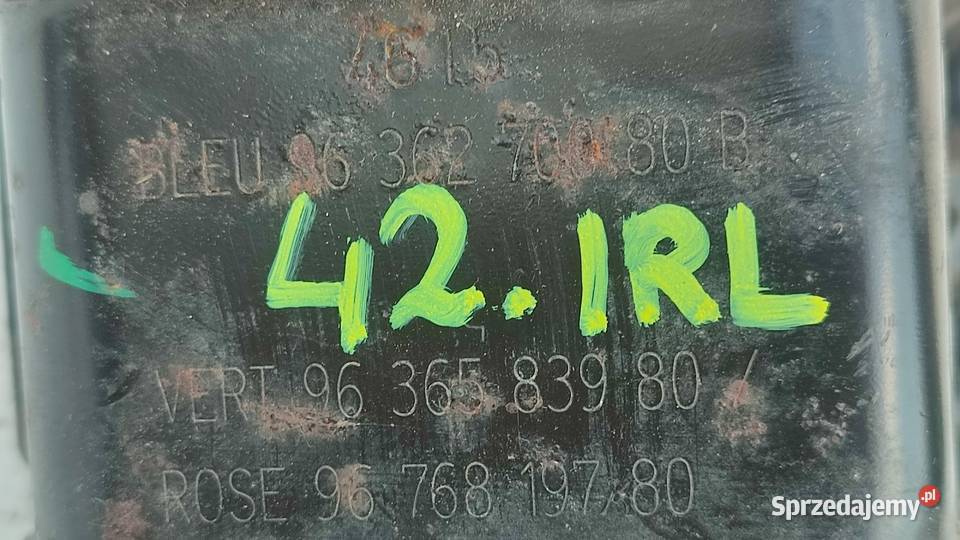 46 15
BLEU 96 362 700 80 B
42.IRL
VERT 96 365 839 80 /
ROSE 96 768 197 80
Sprzedajemy.pl